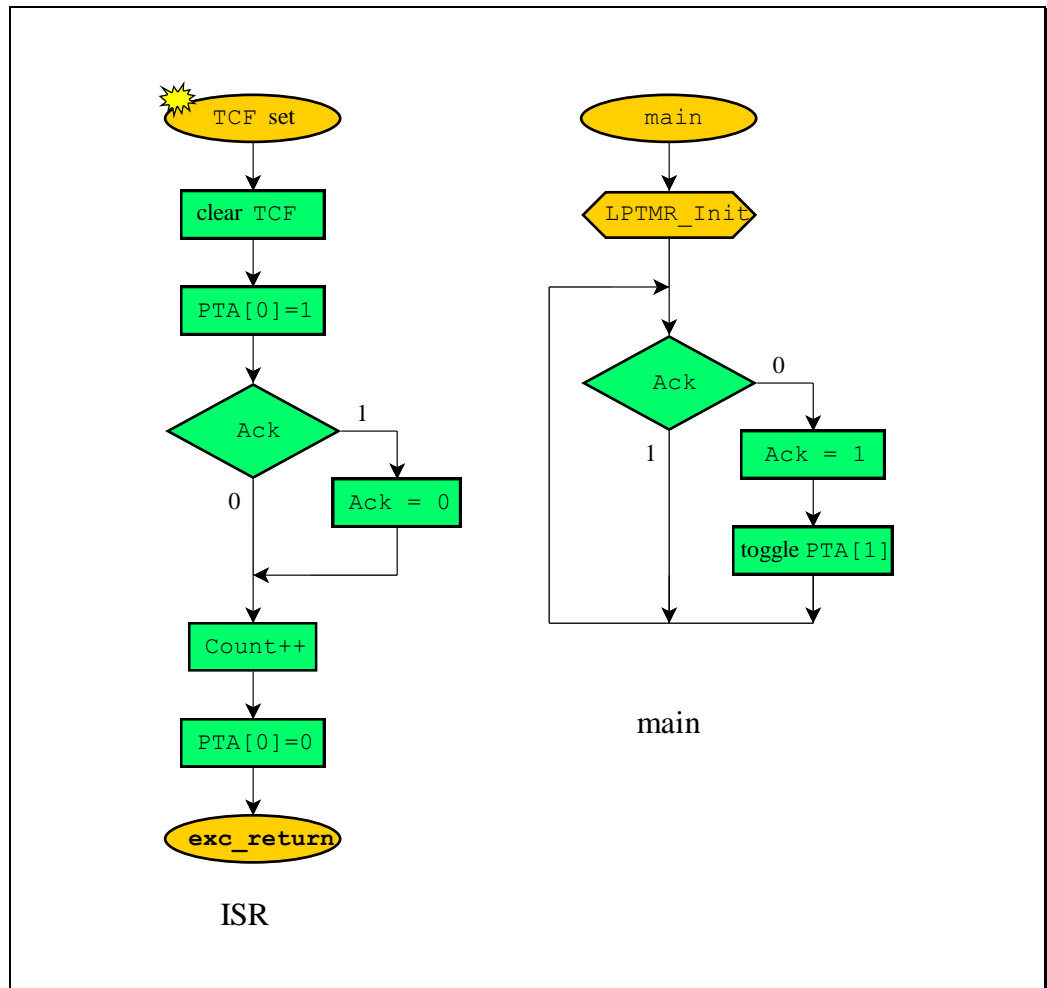 TCF set
clear TCF
PTA[0]=1
Ack
1
0
Ack = 0
Count++
PTA[0]=0
exc_return
ISR
main
LPTMR_Init
Ack
0
1
Ack = 1
toggle PTA[1]
main